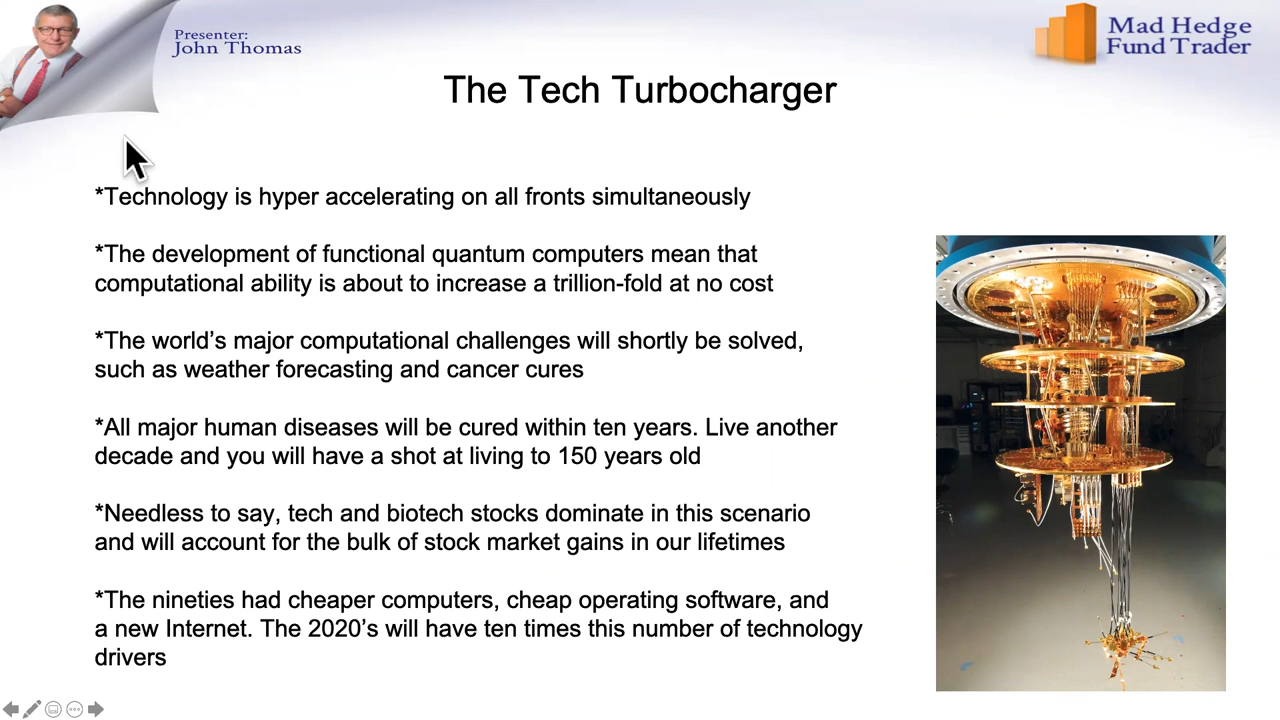 Presenter:
John Thomas
Mad Hedge
Fund Trader
The Tech Turbocharger
*Technology is hyper accelerating on all fronts simultaneously
*The development of functional quantum computers mean that
computational ability is about to increase a trillion-fold at no cost
*The world’s major computational challenges will shortly be solved,
such as weather forecasting and cancer cures
*All major human diseases will be cured within ten years. Live another
decade and you will have a shot at living to 150 years old
*Needless to say, tech and biotech stocks dominate in this scenario
and will account for the bulk of stock market gains in our lifetimes
*The nineties had cheaper computers, cheap operating software, and
a new Internet. The 2020’s will have ten times this number of technology
drivers